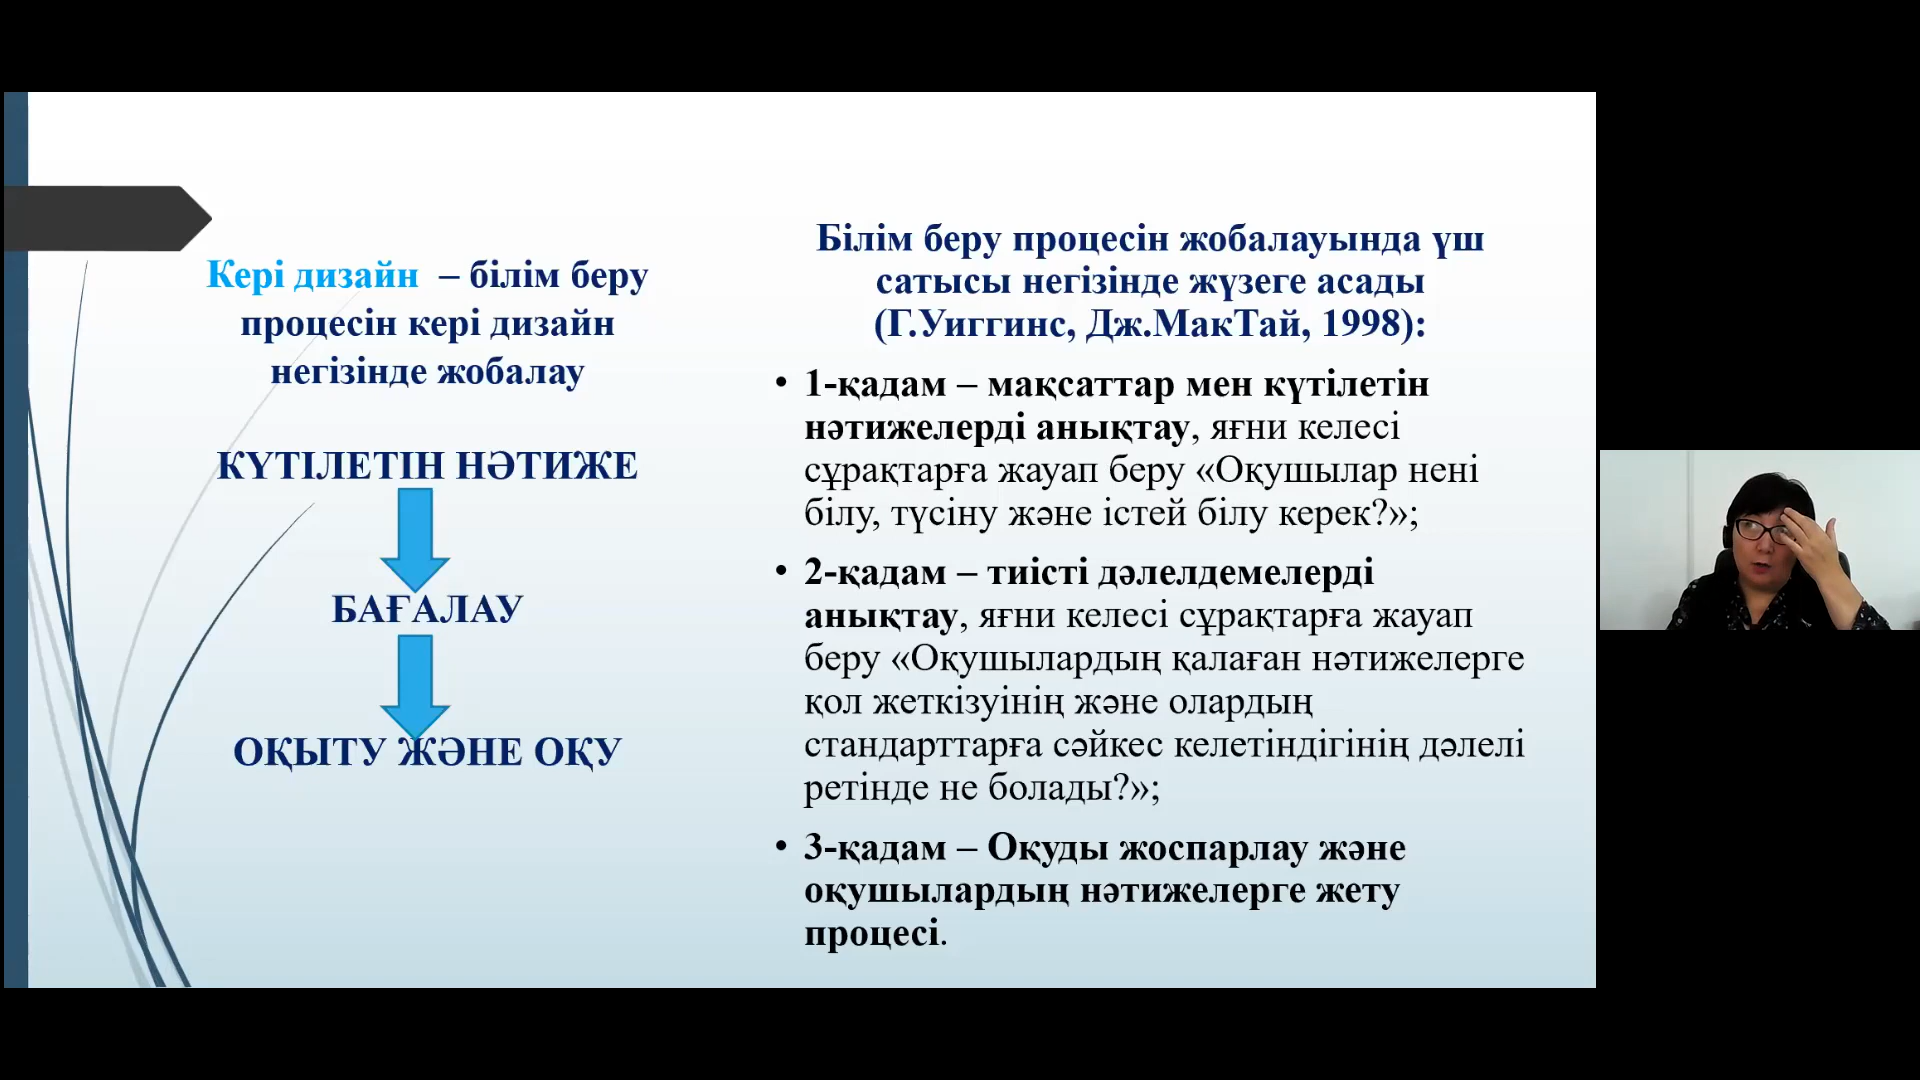 Кері дизайн – білім беру
процесін кері дизайн
негізінде жобалау
КҮТІЛЕТІН НӘТИЖЕ
БАҒАЛАУ
ОҚЫТУ ЖӘНЕ ОҚУ
Білім беру процесін жобалауында үш
сатысы негізінде жүзеге асады
(Г.Уиггинс, Дж.МакТай, 1998):
• 1-қадам – мақсаттар мен күтілетін
нәтижелерді анықтау, яғни келесі
сұрақтарға жауап беру «Оқушылар нені
білу, түсіну және істей білу керек?»;
• 2-қадам – тиісті дәлелдемелерді
анықтау, яғни келесі сұрақтарға жауап
беру «Оқушылардың қалаған нәтижелерге
қол жеткізуінің және олардың
стандарттарға сәйкес келетіндігінің дәлелі
ретінде не болады?»;
• 3-қадам – Оқуды жоспарлау және
оқушылардың нәтижелерге жету
процесі.